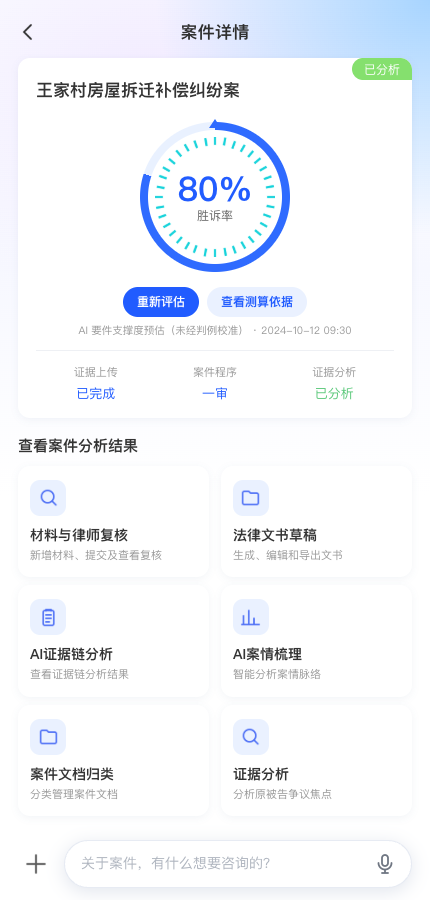 案件详情
已分析
王家村房屋拆迁补偿纠纷案
80%
胜诉率
重新评估
查看测算依据
AI 要件支撑度预估（未经判例校准） · 2024-10-12 09:30
证据上传
案件程序
证据分析
已完成
一审
已分析
查看案件分析结果
材料与律师复核
新增材料、提交及查看复核
法律文书草稿
生成、编辑和导出文书
AI证据链分析
查看证据链分析结果
AI案情梳理
智能分析案情脉络
案件文档归类
分类管理案件文档
证据分析
分析原被告争议焦点
关于案件，有什么想要咨询的?